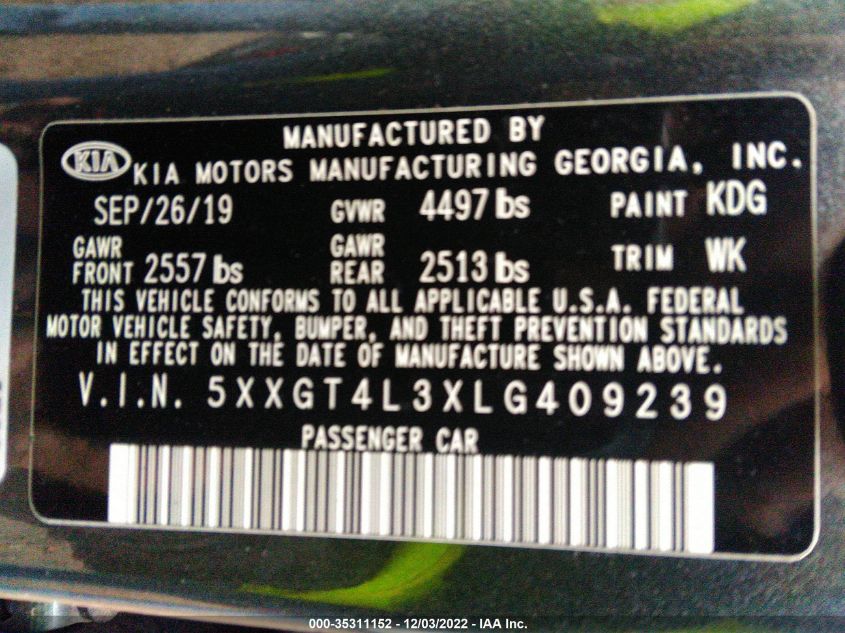 MANUFACTURED BY
KIA KIA MOTORS MANUFACTURING GEORGIA, INC.
SEP/26/19 GVWR 4497 bs PAINT KDG
GAWR FRONT 2557 bs GAWR REAR 2513 bs TRIM WK
THIS VEHICLE CONFORMS TO ALL APPLICABLE U.S.A. FEDERAL
MOTOR VEHICLE SAFETY, BUMPER, AND THEFT PREVENTION STANDARDS
IN EFFECT ON THE DATE OF MANUFACTURE SHOWN ABOVE.
V.I.N. 5XXGT4L3XLG409239
PASSENGER CAR
000-35311152 - 12/03/2022 - IAA Inc.